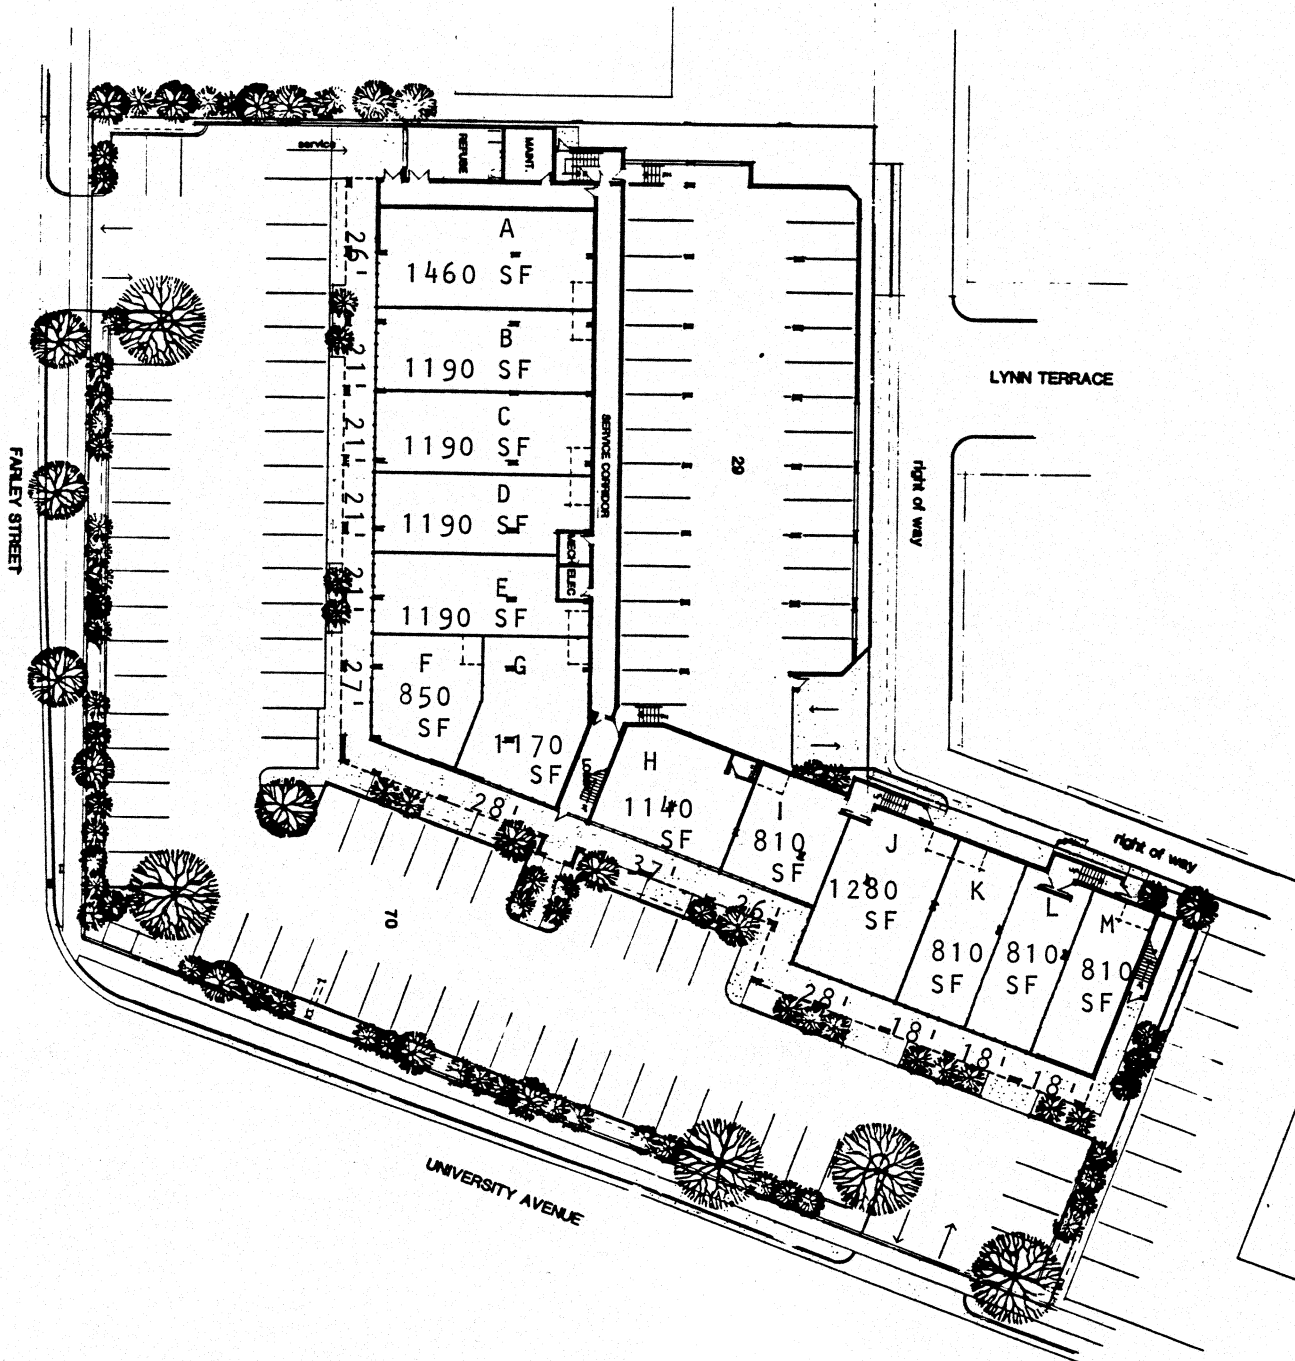 service
REFUSE
MAINT.
A
1460 SF
26'
B
1190 SF
21'
C
1190 SF
21'
D
1190 SF
21'
E
1190 SF
21'
F
850
SF
27'
G
1170
SF
28'
SERVICE CORRIDOR
MECH
ELEC
LOBBY
29
H
1140
SF
37'
I
810
SF
26'
J
1280
SF
28'
K
810
SF
18'
L
810
SF
18'
M
810
SF
18'
70
LYNN TERRACE
right of way
right of way
FARLEY STREET
UNIVERSITY AVENUE